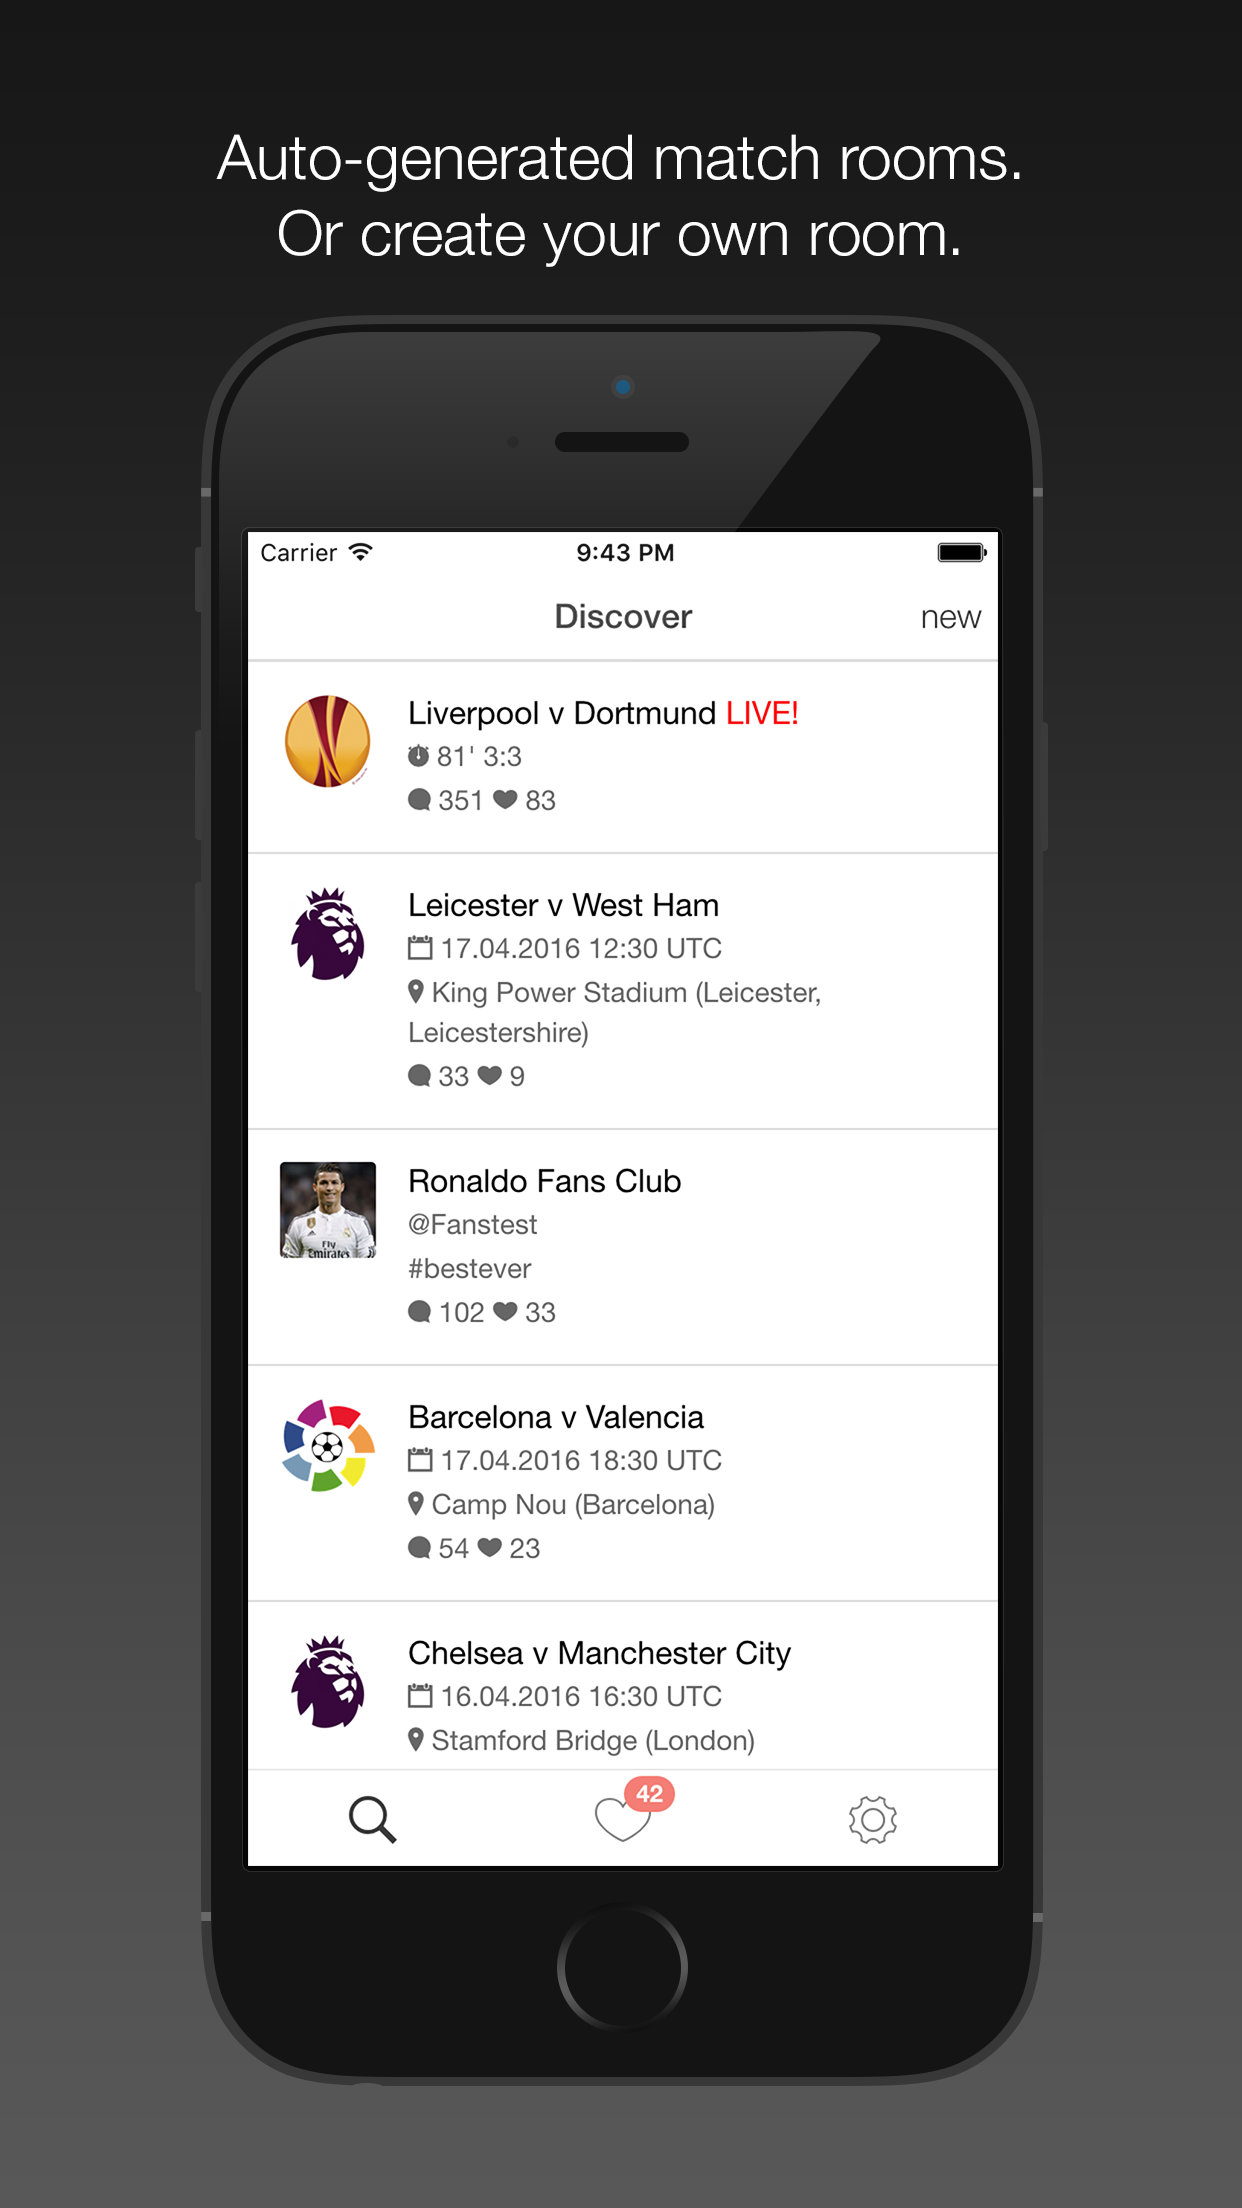 Auto-generated match rooms.
Or create your own room.
Carrier 9:43 PM
Discover new
Liverpool v Dortmund LIVE!
81' 3:3
351 83
Leicester v West Ham
17.04.2016 12:30 UTC
King Power Stadium (Leicester,
Leicestershire)
33 9
Ronaldo Fans Club
@Fanstest
#bestever
102 33
Fly
Emirates
Barcelona v Valencia
17.04.2016 18:30 UTC
Camp Nou (Barcelona)
54 23
Chelsea v Manchester City
16.04.2016 16:30 UTC
Stamford Bridge (London)
42